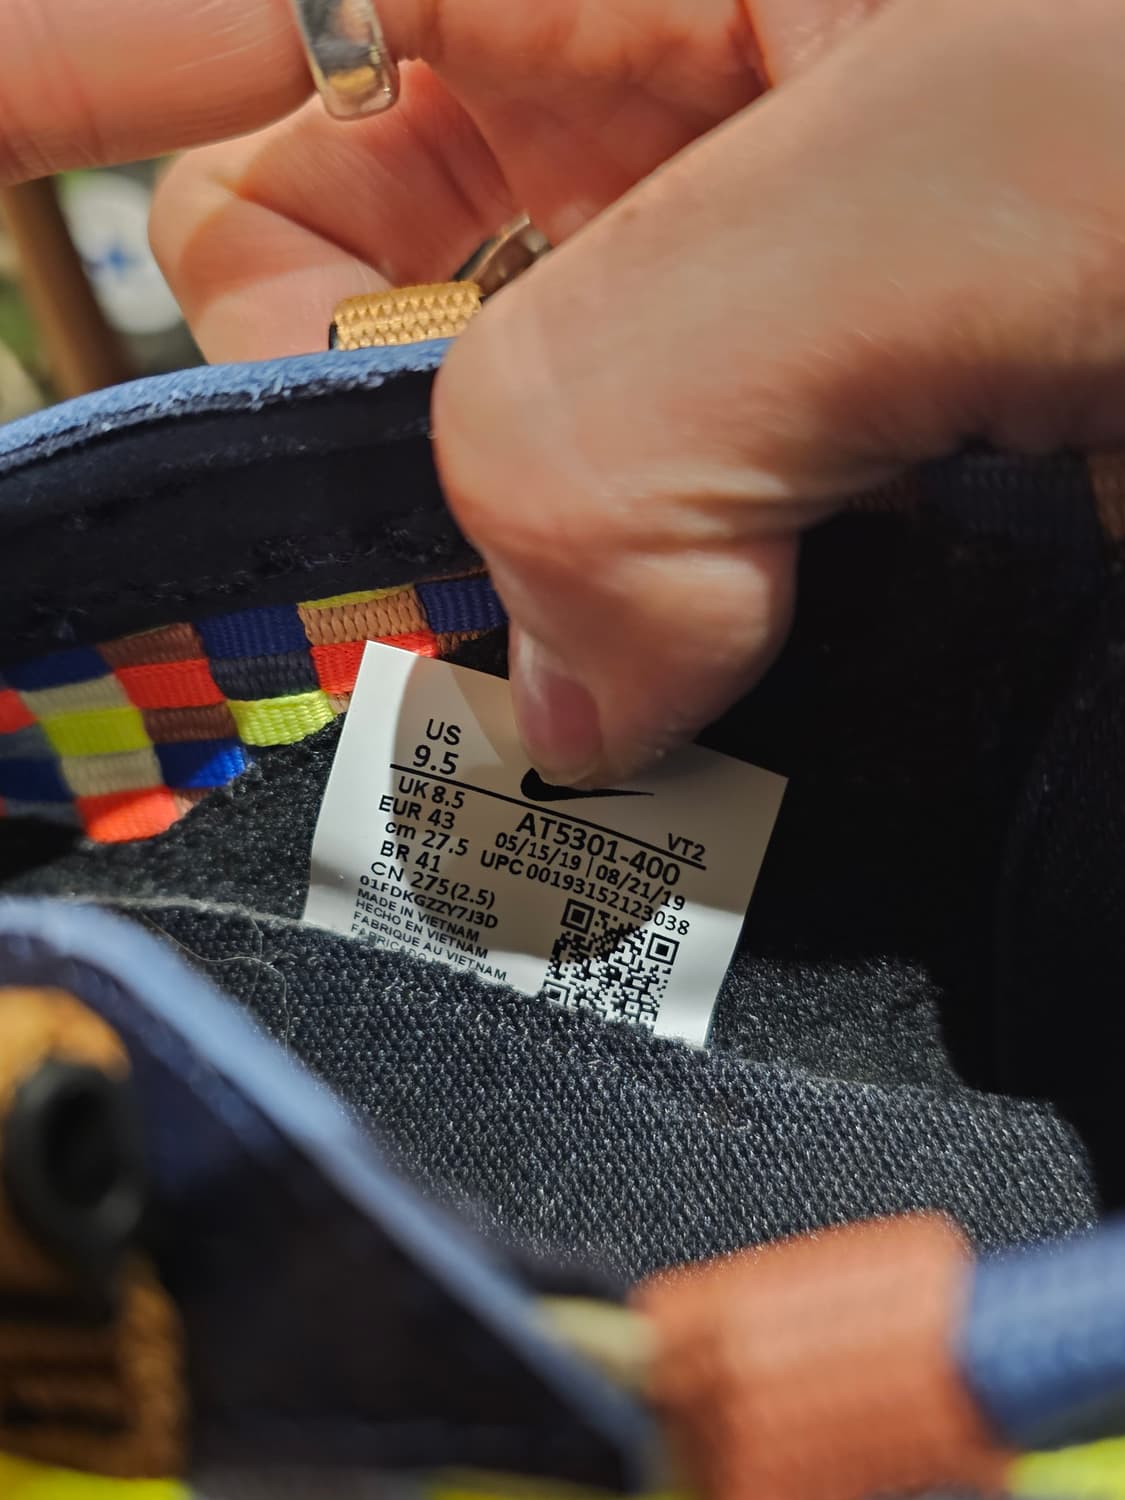 US
9.5
UK 8.5
EUR 43
cm 27.5
BR 41
CN 275(2.5)
01FDKGZZY7J3D
MADE IN VIETNAM
HECHO EN VIETNAM
FABRIQUE AU VIETNAM
VIETNAM
VT2
AT5301-400
05/15/19 | 08/21/19
UPC 00193152123038